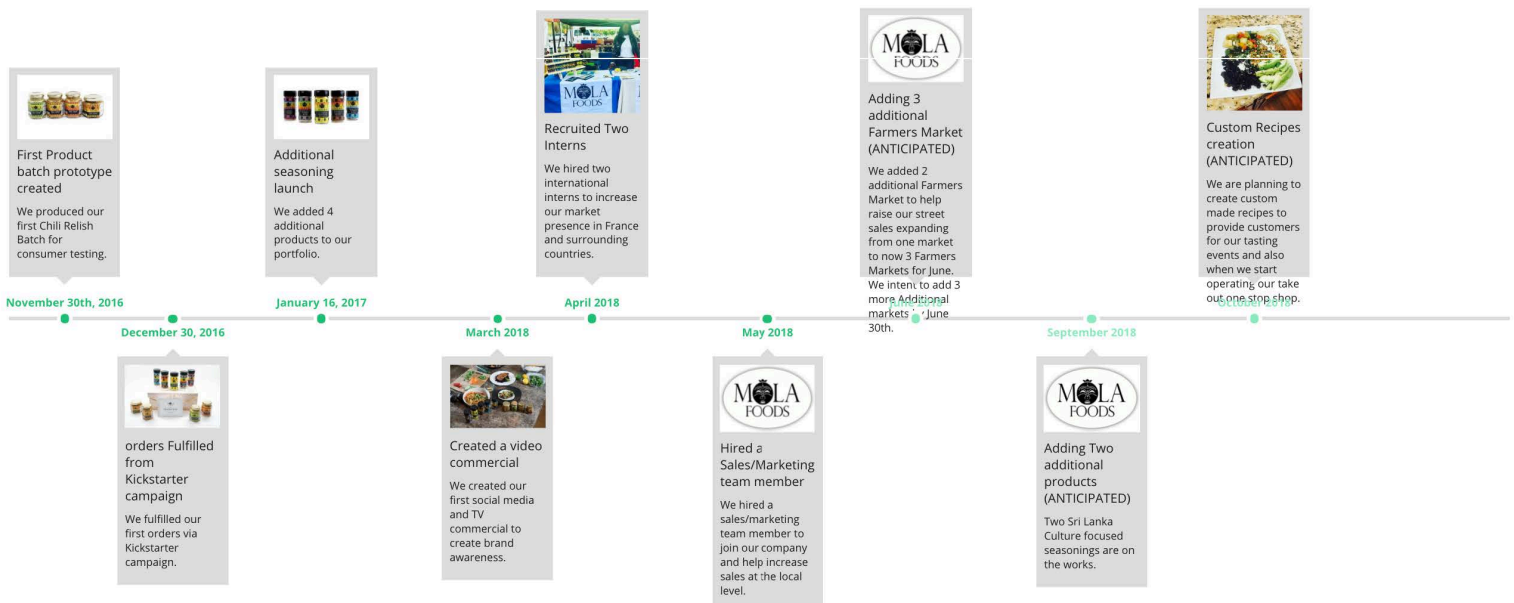 First Product
batch prototype
created
We produced our
first Chili Relish
Batch for
consumer testing.
November 30th, 2016
December 30, 2016
orders Fulfilled
from
Kickstarter
campaign
We fulfilled our
first orders via
Kickstarter
campaign.
Additional
seasoning
launch
We added 4
additional
products to our
portfolio.
January 16, 2017
March 2018
Created a video
commercial
We created our
first social media
and TV
commercial to
create brand
awareness.
MOLA
FOODS
Recruited Two
Interns
We hired two
international
interns to increase
our market
presence in France
and surrounding
countries.
April 2018
May 2018
MOLA
FOODS
Hired a
Sales/Marketing
team member
We hired a
sales/marketing
team member to
join our company
and help increase
sales at the local
level.
MOLA
FOODS
Adding 3
additional
Farmers Market
(ANTICIPATED)
We added 2
additional Farmers
Market to help
raise our street
sales expanding
from one market
to now 3 Farmers
Markets for June.
We intent to add 3
more Additional
markets by June
30th.
June 2018
September 2018
MOLA
FOODS
Adding Two
additional
products
(ANTICIPATED)
Two Sri Lanka
Culture focused
seasonings are on
the works.
Custom Recipes
creation
(ANTICIPATED)
We are planning to
create custom
made recipes to
provide customers
for our tasting
events and also
when we start
operating our take
out one stop shop.
October 2018